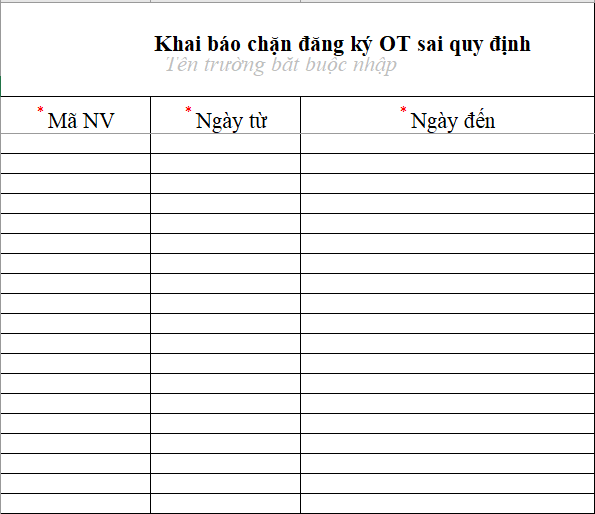 Khai báo chặn đăng ký OT sai quy định
Tên trường bắt buộc nhập
* Mã NV * Ngày từ * Ngày đến